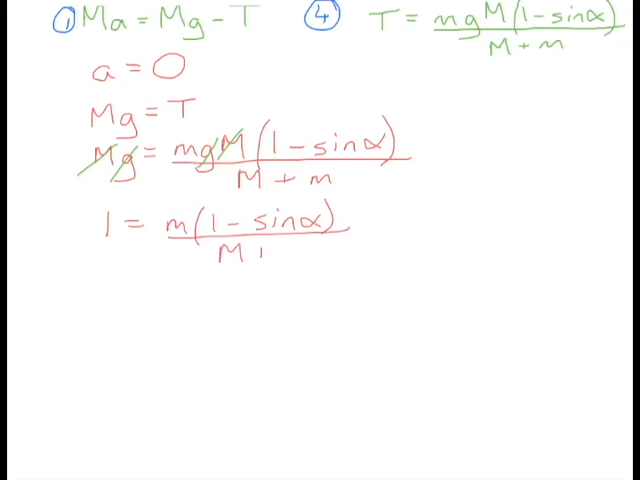 ① Ma = Mg - T ④ T = mgM(1 - sinα) / M + m
a = 0
Mg = T
Mg = mgM(1 - sinα) / M + m
1 = m(1 - sinα) / M